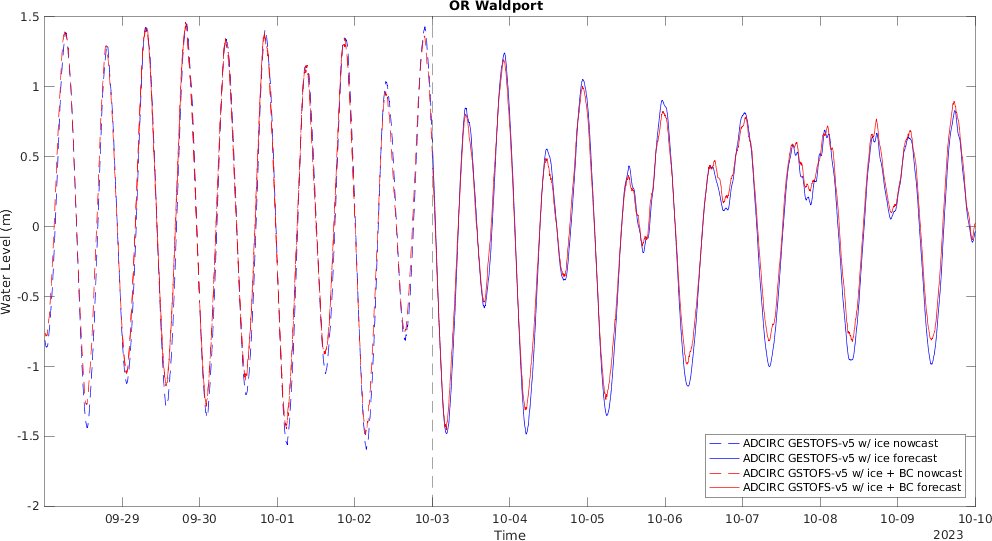 OR Waldport
1.5
1
0.5
0
-0.5
-1
-1.5
-2
Water Level (m)
09-29 09-30 10-01 10-02 10-03 10-04 10-05 10-06 10-07 10-08 10-09 10-10
Time
2023
ADCIRC GESTOFS-v5 w/ ice nowcast
ADCIRC GESTOFS-v5 w/ ice forecast
ADCIRC GSTOFS-v5 w/ ice + BC nowcast
ADCIRC GSTOFS-v5 w/ ice + BC forecast